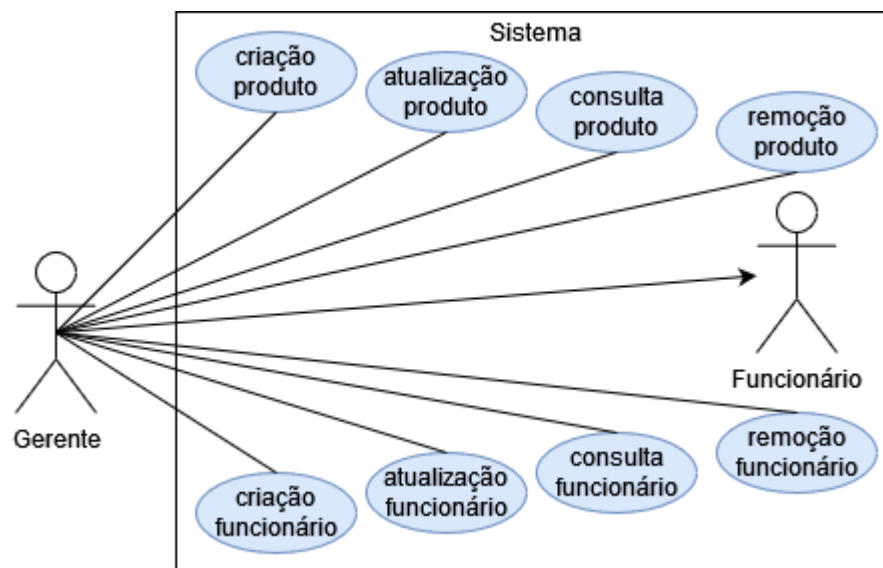 Sistema
criação
produto
atualização
produto
consulta
produto
remoção
produto
Gerente
Funcionário
criação
funcionário
atualização
funcionário
consulta
funcionário
remoção
funcionário